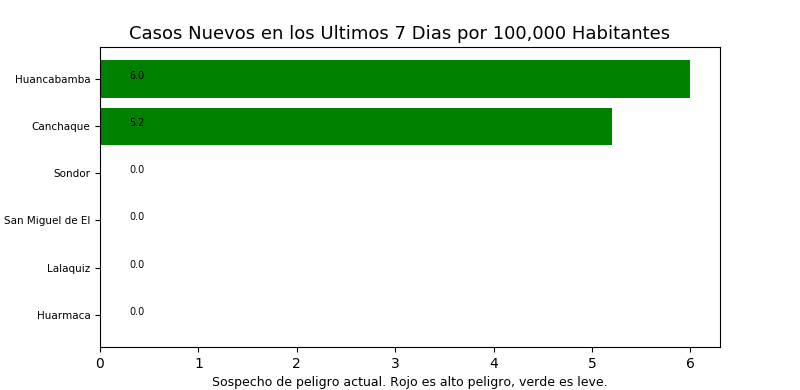 Casos Nuevos en los Ultimos 7 Dias por 100,000 Habitantes
Huancabamba 6.0
Canchaque 5.2
Sondor 0.0
San Miguel de El 0.0
Lalaquiz 0.0
Huarmaca 0.0
0 1 2 3 4 5 6
Sospecho de peligro actual. Rojo es alto peligro, verde es leve.